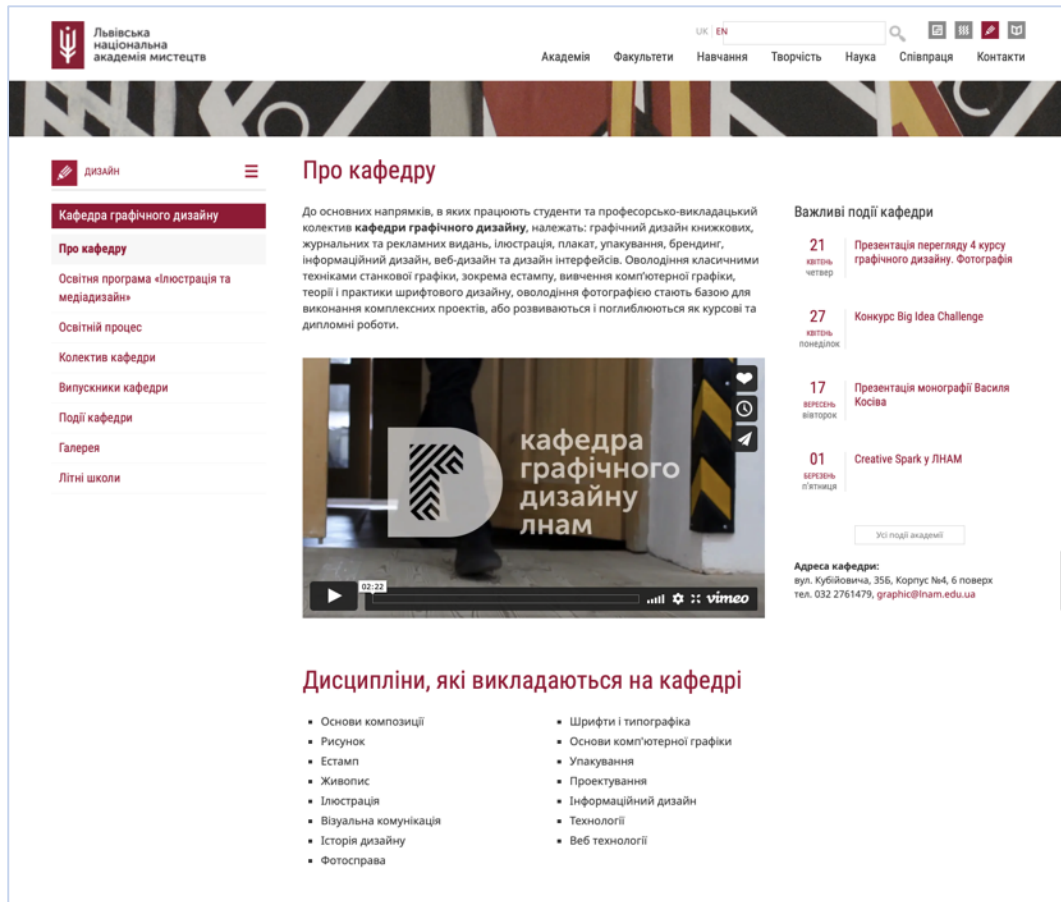 Львівська
національна
академія мистецтв
UK EN
Академія Факультети Навчання Творчість Наука Співпраця Контакти
дизайн
Кафедра графічного дизайну
Про кафедру
Освітня програма «Ілюстрація та
медіадизайн»
Освітній процес
Колектив кафедри
Випускники кафедри
Події кафедри
Галерея
Літні школи
Про кафедру
До основних напрямків, в яких працюють студенти та професорсько-викладацький
колектив кафедри графічного дизайну, належать: графічний дизайн книжкових,
журнальних та рекламних видань, ілюстрація, плакат, упакування, брендинг,
інформаційний дизайн, веб-дизайн та дизайн інтерфейсів. Оволодіння класичними
техніками станкової графіки, зокрема естампу, вивчення комп'ютерної графіки,
теорії і практики шрифтового дизайну, оволодіння фотографією стають базою для
виконання комплексних проектів, або розвиваються і поглиблюються як курсові та
дипломні роботи.
кафедра
графічного
дизайну
лнам
02:22
vimeo
Важливі події кафедри
21
квітень
четвер
Презентація перегляду 4 курсу
графічного дизайну. Фотографія
27
квітень
понеділок
Конкурс Big Idea Challenge
17
вересень
вівторок
Презентація монографії Василя
Косіва
01
березень
п'ятниця
Creative Spark у ЛНАМ
Усі події академії
Адреса кафедри:
вул. Кубійовича, 35Б, Корпус №4, 6 поверх
тел. 032 2761479, graphic@lnam.edu.ua
Дисципліни, які викладаються на кафедрі
Основи композиції
Рисунок
Естамп
Живопис
Ілюстрація
Візуальна комунікація
Історія дизайну
Фотосправа
Шрифти і типографіка
Основи комп'ютерної графіки
Упакування
Проектування
Інформаційний дизайн
Технології
Веб технології